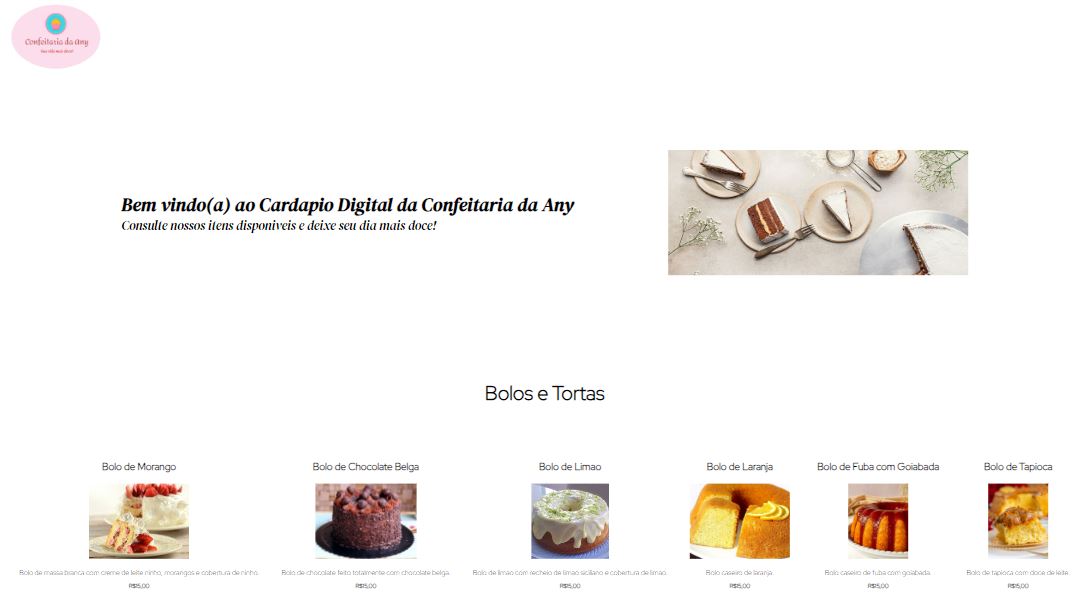 Confeitaria da Any
Seu dia mais doce!
Bem vindo(a) ao Cardapio Digital da Confeitaria da Any
Consulte nossos itens disponiveis e deixe seu dia mais doce!
Bolos e Tortas
Bolo de Morango
Bolo de Chocolate Belga
Bolo de Limao
Bolo de Laranja
Bolo de Fuba com Goiabada
Bolo de Tapioca
Bolo de massa branca com creme de leite ninho, morangos e cobertura de ninho.
Bolo de chocolate feito totalmente com chocolate belga.
Bolo de limao com recheio de limao siciliano e cobertura de limao.
Bolo caseiro de laranja.
Bolo caseiro de fuba com goiabada.
Bolo de tapioca com doce de leite.
R$15,00
R$15,00
R$15,00
R$15,00
R$15,00
R$15,00